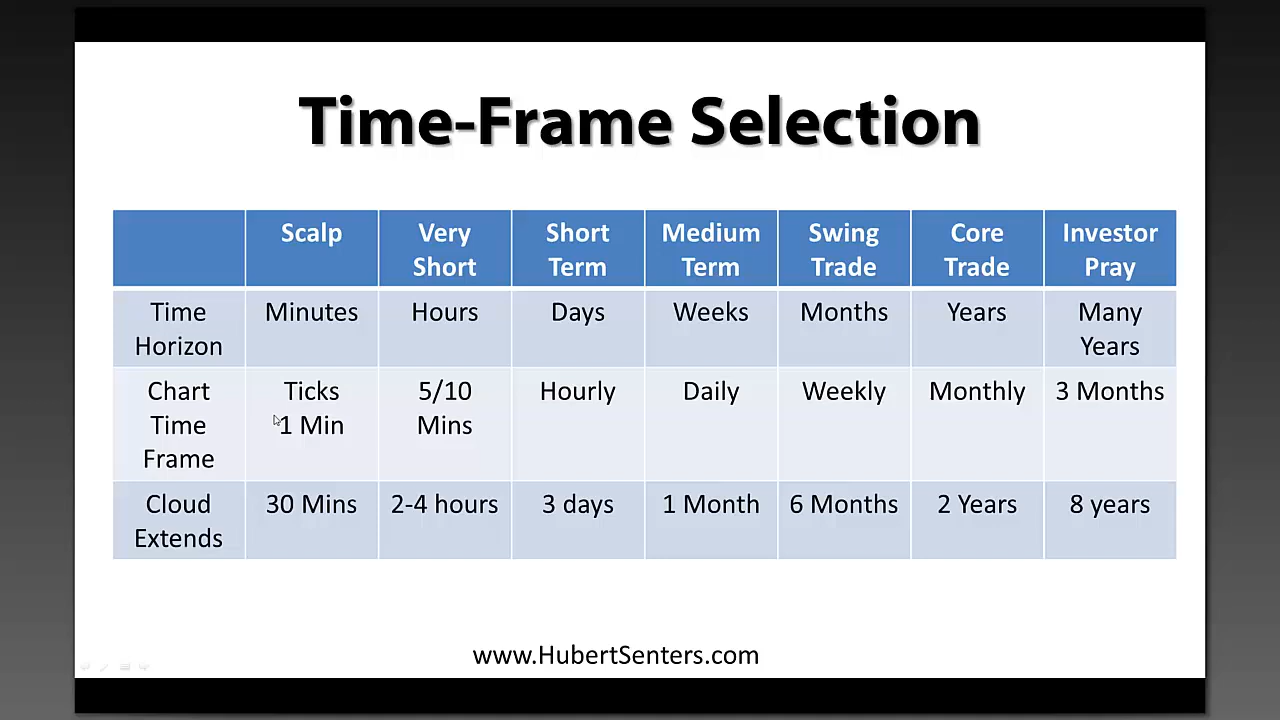 Time-Frame Selection
Scalp
Very
Short
Short
Term
Medium
Term
Swing
Trade
Core
Trade
Investor
Pray
Time
Horizon
Minutes
Hours
Days
Weeks
Months
Years
Many
Years
Chart
Time
Frame
Ticks
1 Min
5/10
Mins
Hourly
Daily
Weekly
Monthly
3 Months
Cloud
Extends
30 Mins
2-4 hours
3 days
1 Month
6 Months
2 Years
8 years
www.HubertSenters.com